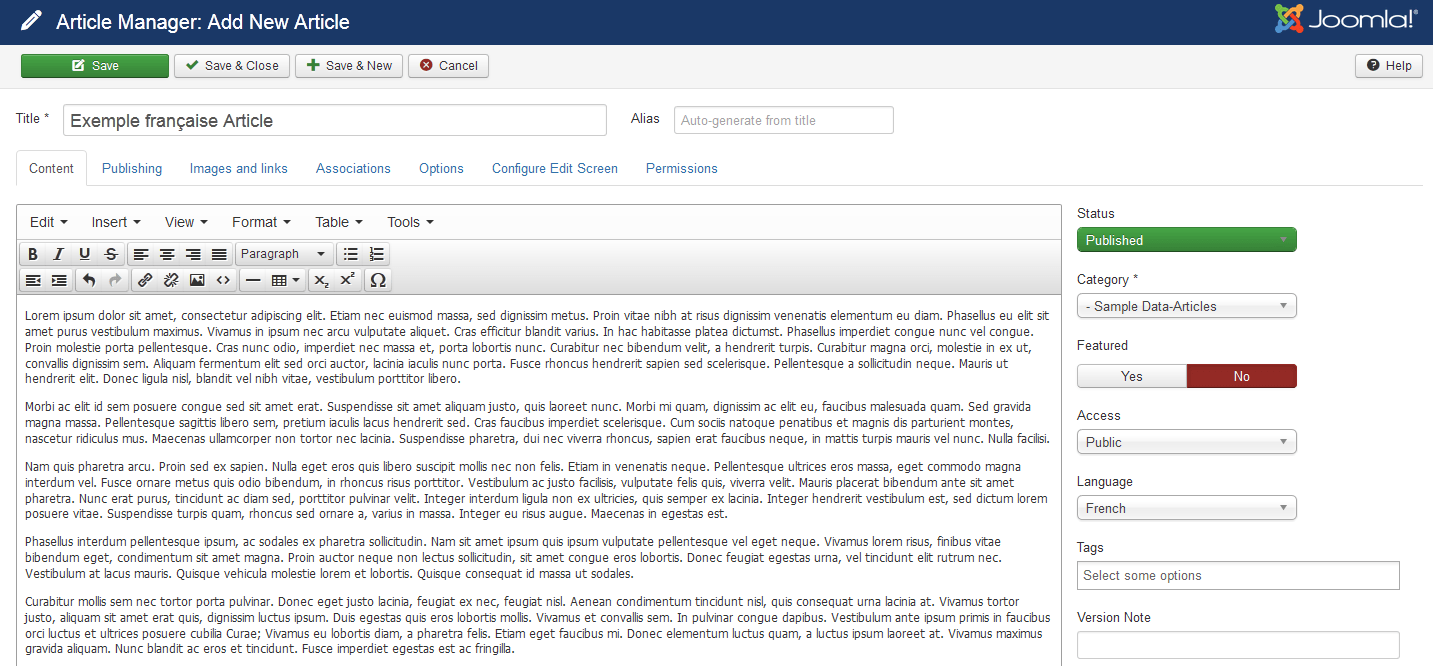 Article Manager: Add New Article
Joomla!®
Save
Save & Close
Save & New
Cancel
Help
Title *
Exemple française Article
Alias
Auto-generate from title
Content
Publishing
Images and links
Associations
Options
Configure Edit Screen
Permissions
Edit
Insert
View
Format
Table
Tools
B I U S
Paragraph
Lorem ipsum dolor sit amet, consectetur adipiscing elit. Etiam nec euismod massa, sed dignissim metus. Proin vitae nibh at risus dignissim venenatis elementum eu diam. Phasellus eu elit sit
amet purus vestibulum maximus. Vivamus in ipsum nec arcu vulputate aliquet. Cras efficitur blandit varius. In hac habitasse platea dictumst. Phasellus imperdiet congue nunc vel congue.
Proin molestie porta pellentesque. Cras nunc odio, imperdiet nec massa et, porta lobortis nunc. Curabitur nec bibendum velit, a hendrerit turpis. Curabitur magna orci, molestie in ex ut,
convallis dignissim sem. Aliquam fermentum elit sed orci auctor, lacinia iaculis nunc porta. Fusce rhoncus hendrerit sapien sed scelerisque. Pellentesque a sollicitudin neque. Mauris ut
hendrerit elit. Donec ligula nisl, blandit vel nibh vitae, vestibulum porttitor libero.
Morbi ac elit id sem posuere congue sed sit amet erat. Suspendisse sit amet aliquam justo, quis laoreet nunc. Morbi mi quam, dignissim ac elit eu, faucibus malesuada quam. Sed gravida
magna massa. Pellentesque sagittis libero sem, pretium iaculis lacus hendrerit sed. Cras faucibus imperdiet scelerisque. Cum sociis natoque penatibus et magnis dis parturient montes,
nascetur ridiculus mus. Maecenas ullamcorper non tortor nec lacinia. Suspendisse pharetra, dui nec viverra rhoncus, sapien erat faucibus neque, in mattis turpis mauris vel nunc. Nulla facilisi.
Nam quis pharetra arcu. Proin sed ex sapien. Nulla eget eros quis libero suscipit mollis nec non felis. Etiam in venenatis neque. Pellentesque ultrices eros massa, eget commodo magna
interdum vel. Fusce ornare metus quis odio bibendum, in rhoncus risus porttitor. Vestibulum ac justo facilisis, vulputate felis quis, viverra velit. Mauris placerat bibendum ante sit amet
pharetra. Nunc erat purus, tincidunt ac diam sed, porttitor pulvinar velit. Integer interdum ligula non ex ultricies, quis semper ex lacinia. Integer hendrerit vestibulum est, sed dictum lorem
posuere vitae. Suspendisse turpis quam, rhoncus sed ornare a, varius in massa. Integer eu risus augue. Maecenas in egestas est.
Phasellus interdum pellentesque ipsum, ac sodales ex pharetra sollicitudin. Nam sit amet ipsum quis ipsum vulputate pellentesque vel eget neque. Vivamus lorem risus, finibus vitae
bibendum eget, condimentum sit amet magna. Proin auctor neque non lectus sollicitudin, sit amet congue eros lobortis. Donec feugiat egestas urna, vel tincidunt elit rutrum nec.
Vestibulum at lacus mauris. Quisque vehicula molestie lorem et lobortis. Quisque consequat id massa ut sodales.
Curabitur mollis sem nec tortor porta pulvinar. Donec eget justo lacinia, feugiat ex nec, feugiat nisl. Aenean condimentum tincidunt nisl, quis consequat urna lacinia at. Vivamus tortor
justo, aliquam sit amet erat quis, dignissim luctus ipsum. Duis egestas quis eros lobortis mollis. Vivamus et convallis sem. In pulvinar congue dapibus. Vestibulum ante ipsum primis in faucibus
orci luctus et ultrices posuere cubilia Curae; Vivamus eu lobortis diam, a pharetra felis. Etiam eget faucibus mi. Donec elementum luctus quam, a luctus ipsum laoreet at. Vivamus maximus
gravida aliquam. Nunc blandit ac eros et tincidunt. Fusce imperdiet egestas est ac fringilla.
Status
Published
Category *
- Sample Data-Articles
Featured
Yes
No
Access
Public
Language
French
Tags
Select some options
Version Note